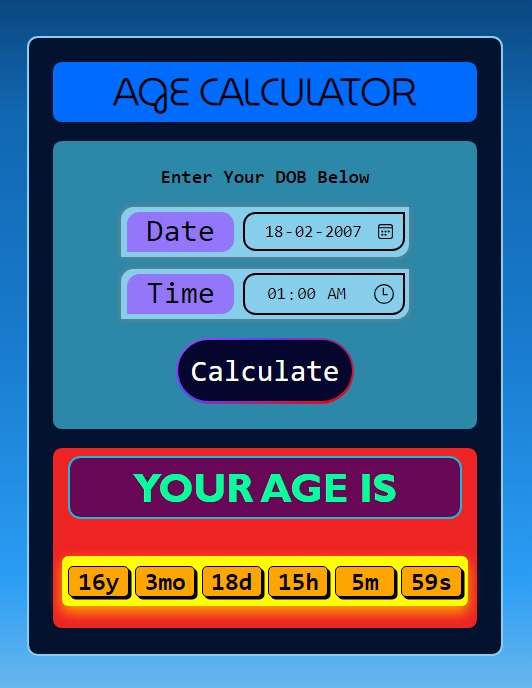 AGE CALCULATOR
Enter Your DOB Below
Date 18-02-2007
Time 01:00 AM
Calculate
YOUR AGE IS
16y 3mo 18d 15h 5m 59s